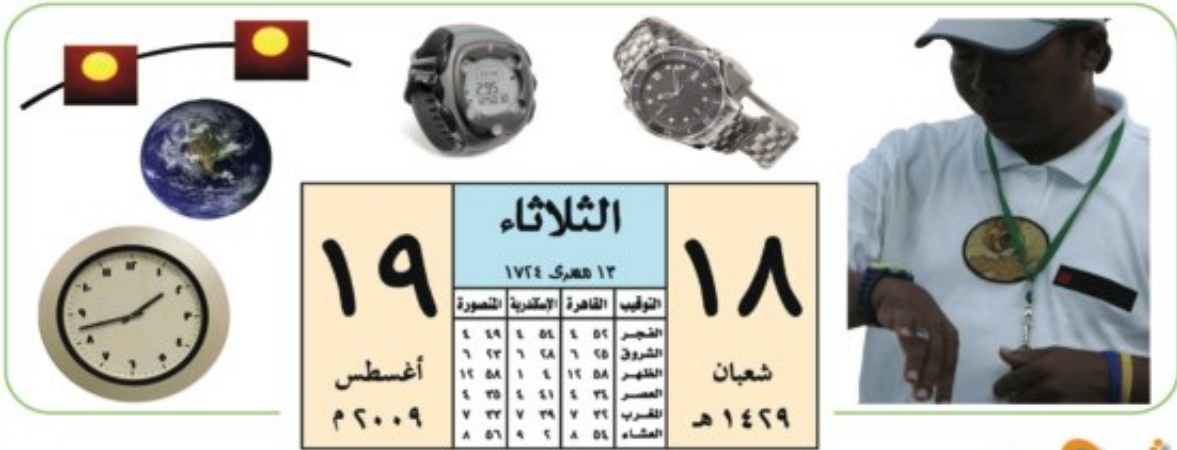 ١٨
شعبان
١٤٢٩ هـ
الثلاثاء
١٣ مسرى ١٧٢٤
التوقيت القاهرة الإسكندرية المنصورة
الفجر ٥٢ ٤ ٥٤ ٤ ٤٩ ٤
الشروق ٢٥ ٦ ٢٨ ٦ ٢٣ ٦
الظهر ٥٨ ١٢ ٤ ١ ٥٨ ١٢
العصر ٣٤ ٤ ٤١ ٤ ٣٥ ٤
المغرب ٣٢ ٧ ٣٩ ٧ ٣٣ ٧
العشاء ٥٤ ٨ ٢ ٩ ٥٦ ٨
١٩
أغسطس
٢٠٠٩ م